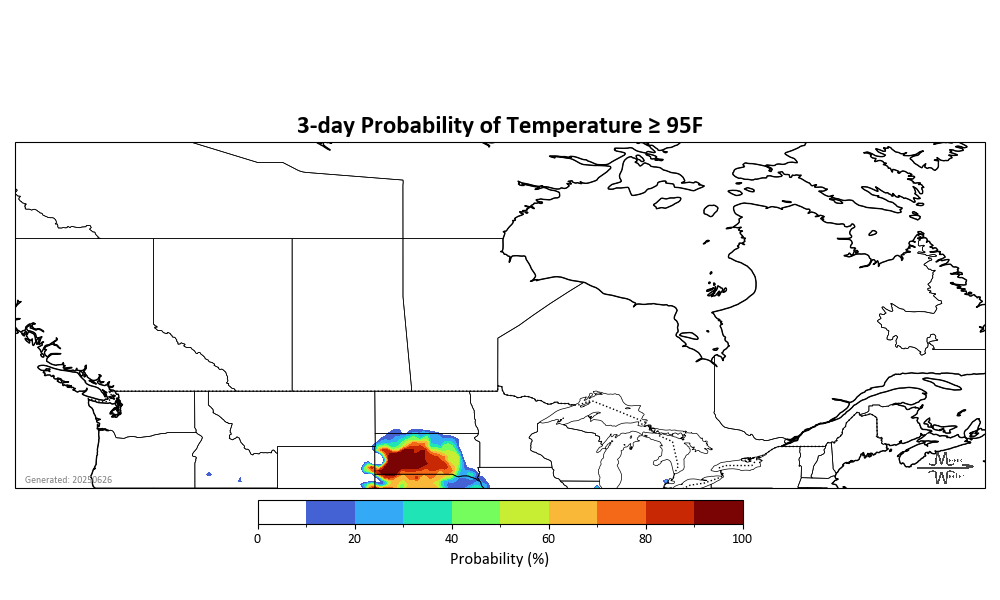 3-day Probability of Temperature ≥ 95F
Generated: 20250626
0 20 40 60 80 100
Probability (%)